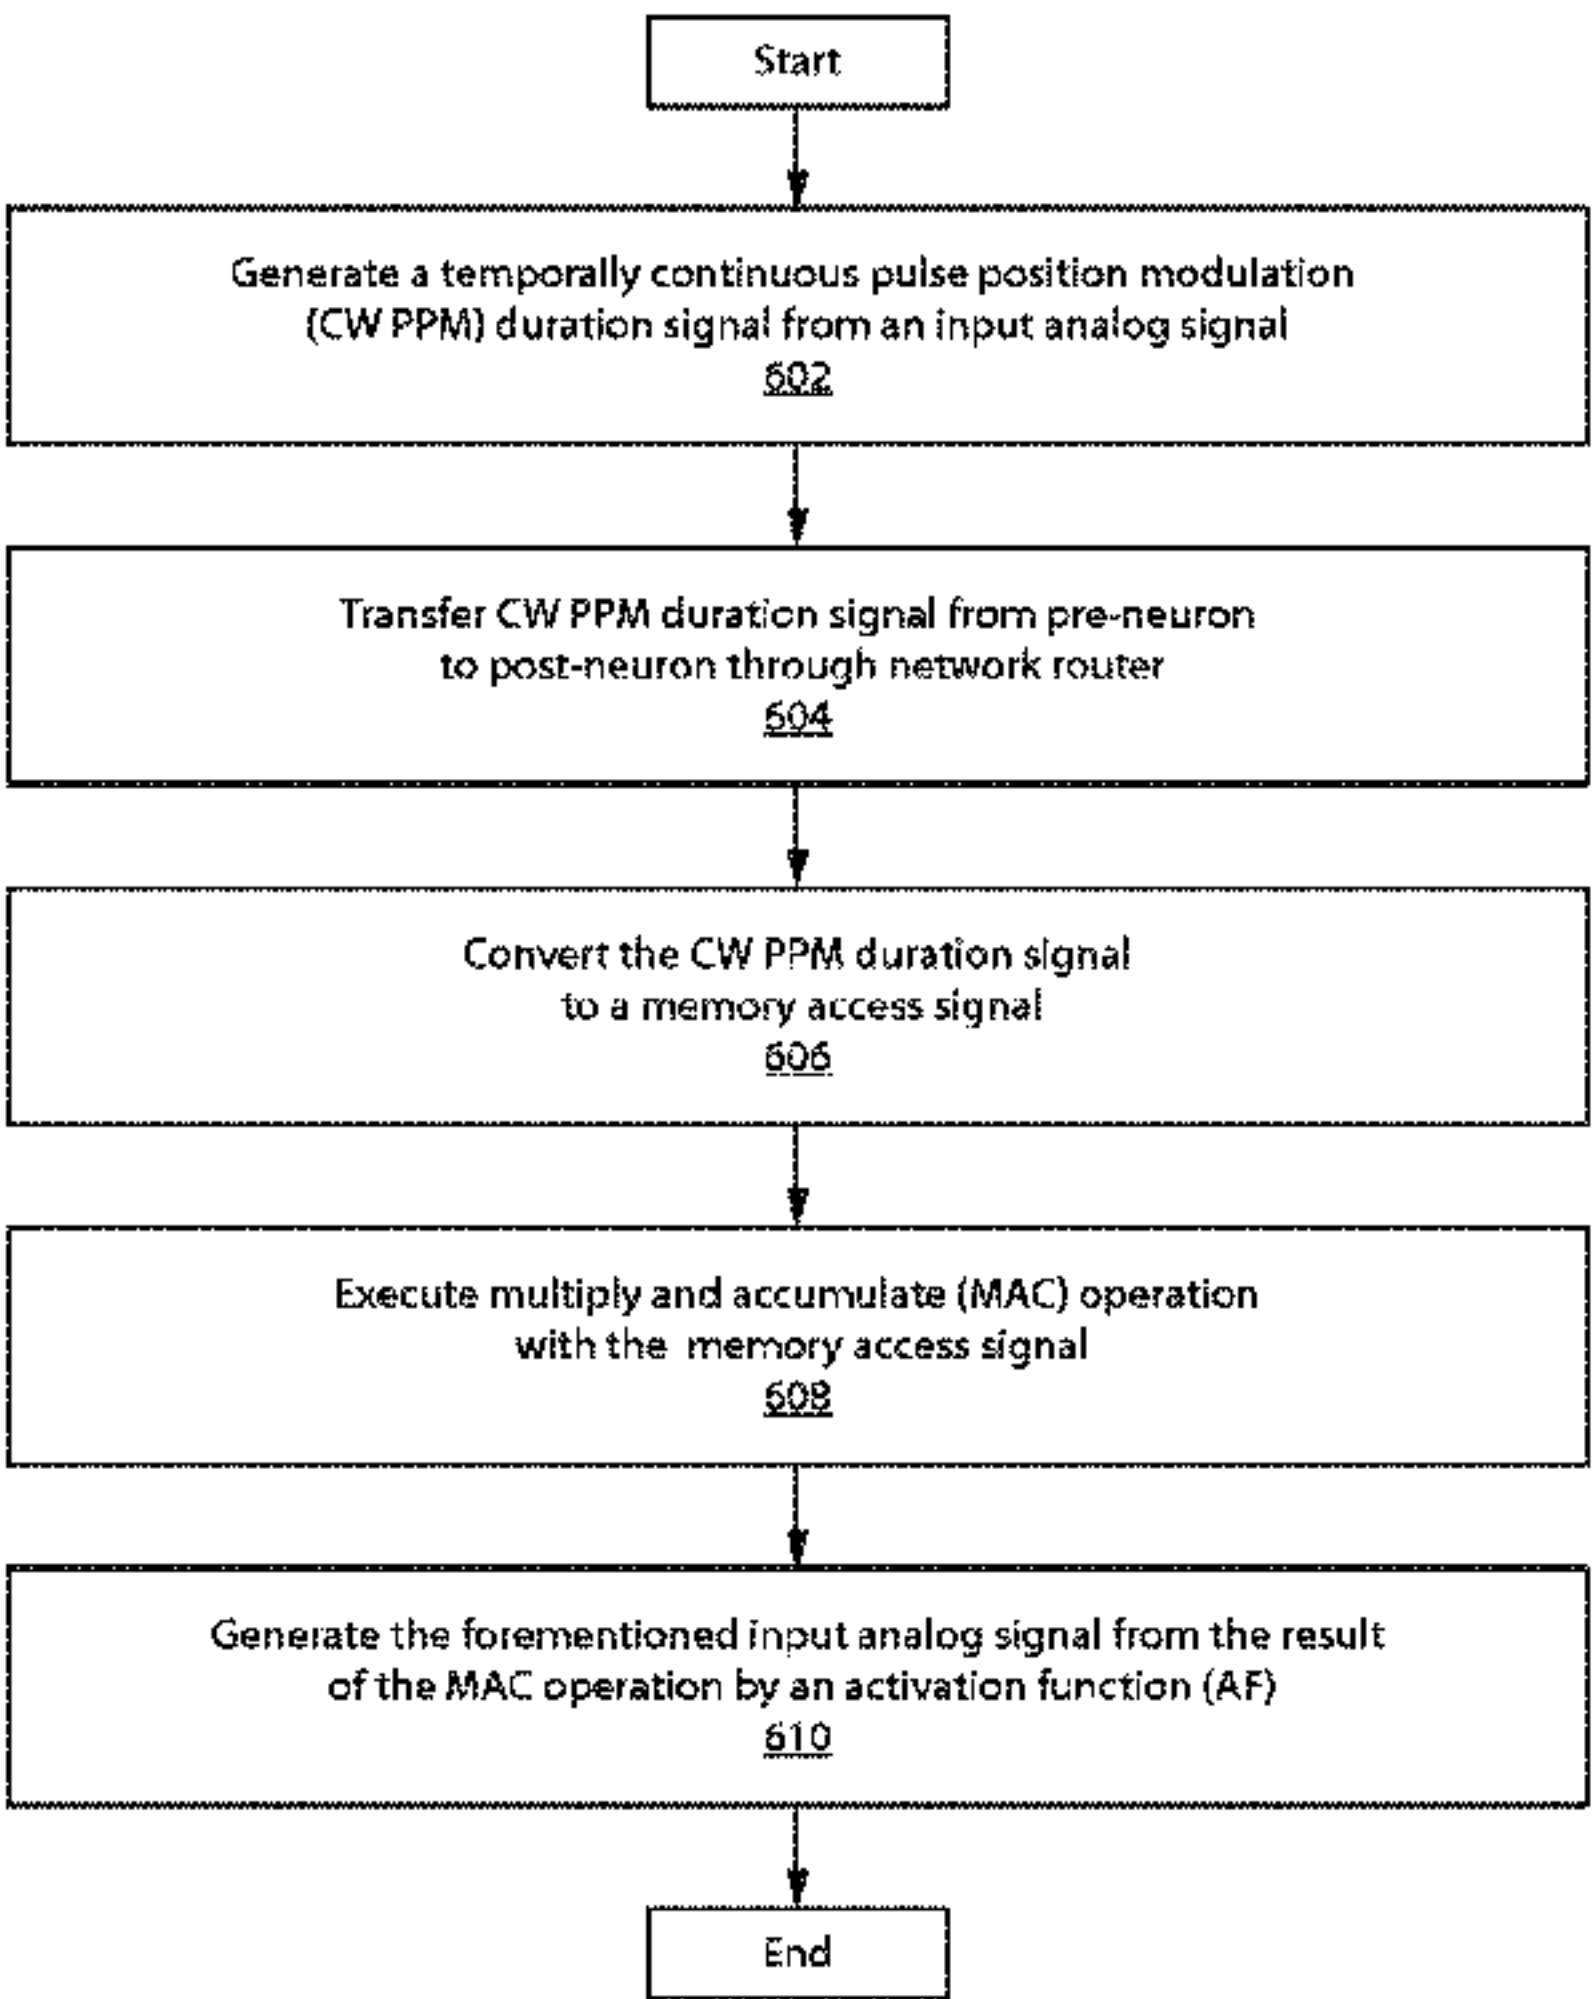 Start
Generate a temporally continuous pulse position modulation
(CW PPM) duration signal from an input analog signal
602
Transfer CW PPM duration signal from pre-neuron
to post-neuron through network router
604
Convert the CW PPM duration signal
to a memory access signal
606
Execute multiply and accumulate (MAC) operation
with the memory access signal
608
Generate the forementioned input analog signal from the result
of the MAC operation by an activation function (AF)
610
End